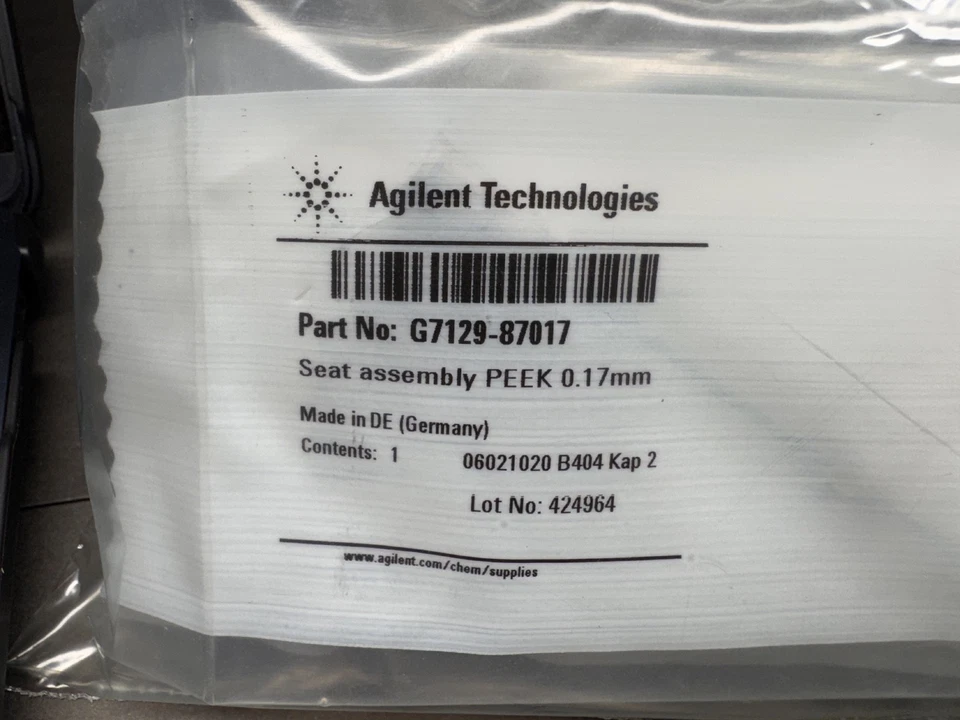 Agilent Technologies
Part No: G7129-87017
Seat assembly PEEK 0.17mm
Made in DE (Germany)
Contents: 1 06021020 B404 Kap 2
Lot No: 424964
www.agilent.com/chem/supplies